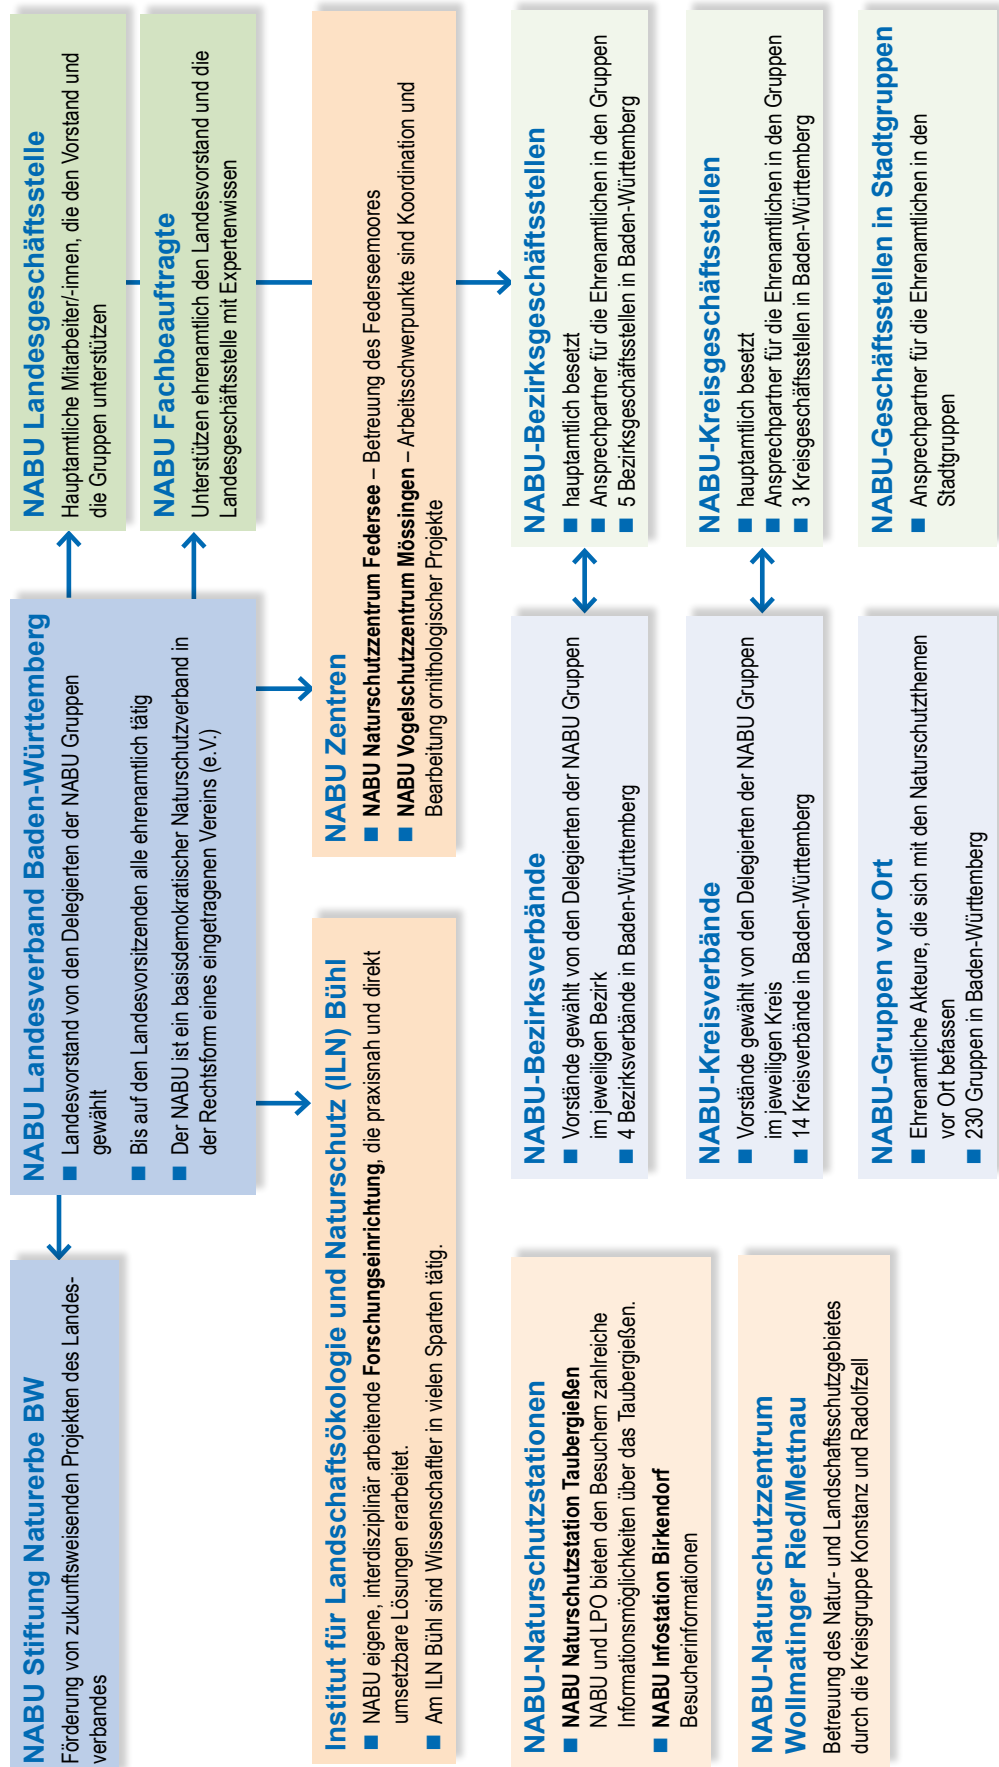 NABU Stiftung Naturerbe BW
Förderung von zukunftsweisenden Projekten des Landes-
verbandes
NABU Landesverband Baden-Württemberg
■ Landesvorstand von den Delegierten der NABU Gruppen
gewählt
■ Bis auf den Landesvorsitzenden alle ehrenamtlich tätig
■ Der NABU ist ein basisdemokratischer Naturschutzverband in
der Rechtsform eines eingetragenen Vereins (e.V.)
NABU Landesgeschäftsstelle
Hauptamtliche Mitarbeiter/-innen, die den Vorstand und
die Gruppen unterstützen
NABU Fachbeauftragte
Unterstützen ehrenamtlich den Landesvorstand und die
Landesgeschäftsstelle mit Expertenwissen
Institut für Landschaftsökologie und Naturschutz (ILN) Bühl
■ NABU eigene, interdisziplinär arbeitende Forschungseinrichtung, die praxisnah und direkt
umsetzbare Lösungen erarbeitet.
■ Am ILN Bühl sind Wissenschaftler in vielen Sparten tätig.
NABU Zentren
■ NABU Naturschutzzentrum Federsee – Betreuung des Federseemoores
■ NABU Vogelschutzzentrum Mössingen – Arbeitsschwerpunkte sind Koordination und
Bearbeitung ornithologischer Projekte
NABU-Naturschutzstationen
■ NABU Naturschutzstation Taubergießen
NABU und LPO bieten den Besuchern zahlreiche
Informationsmöglichkeiten über das Taubergießen.
■ NABU Infostation Birkendorf
Besucherinformationen
NABU-Naturschutzzentrum
Wollmatinger Ried/Mettnau
Betreuung des Natur- und Landschaftsschutzgebietes
durch die Kreisgruppe Konstanz und Radolfzell
NABU-Bezirksverbände
■ Vorstände gewählt von den Delegierten der NABU Gruppen
im jeweiligen Bezirk
■ 4 Bezirksverbände in Baden-Württemberg
NABU-Bezirksgeschäftsstellen
■ hauptamtlich besetzt
■ Ansprechpartner für die Ehrenamtlichen in den Gruppen
■ 5 Bezirksgeschäftsstellen in Baden-Württemberg
NABU-Kreisverbände
■ Vorstände gewählt von den Delegierten der NABU Gruppen
im jeweiligen Kreis
■ 14 Kreisverbände in Baden-Württemberg
NABU-Kreisgeschäftsstellen
■ hauptamtlich besetzt
■ Ansprechpartner für die Ehrenamtlichen in den Gruppen
■ 3 Kreisgeschäftsstellen in Baden-Württemberg
NABU-Gruppen vor Ort
■ Ehrenamtliche Akteure, die sich mit den Naturschutzthemen
vor Ort befassen
■ 230 Gruppen in Baden-Württemberg
NABU-Geschäftsstellen in Stadtgruppen
■ Ansprechpartner für die Ehrenamtlichen in den
Stadtgruppen